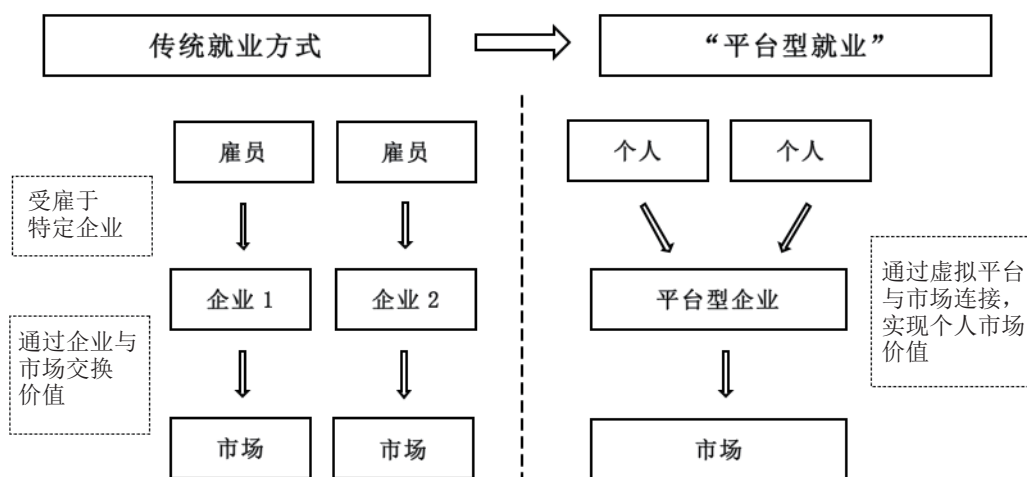 传统就业方式
“平台型就业”
雇员
雇员
个人
个人
受雇于
特定企业
企业 1
企业 2
平台型企业
通过虚拟平台
与市场连接，
实现个人市场
价值
通过企业与
市场交换
价值
市场
市场
市场